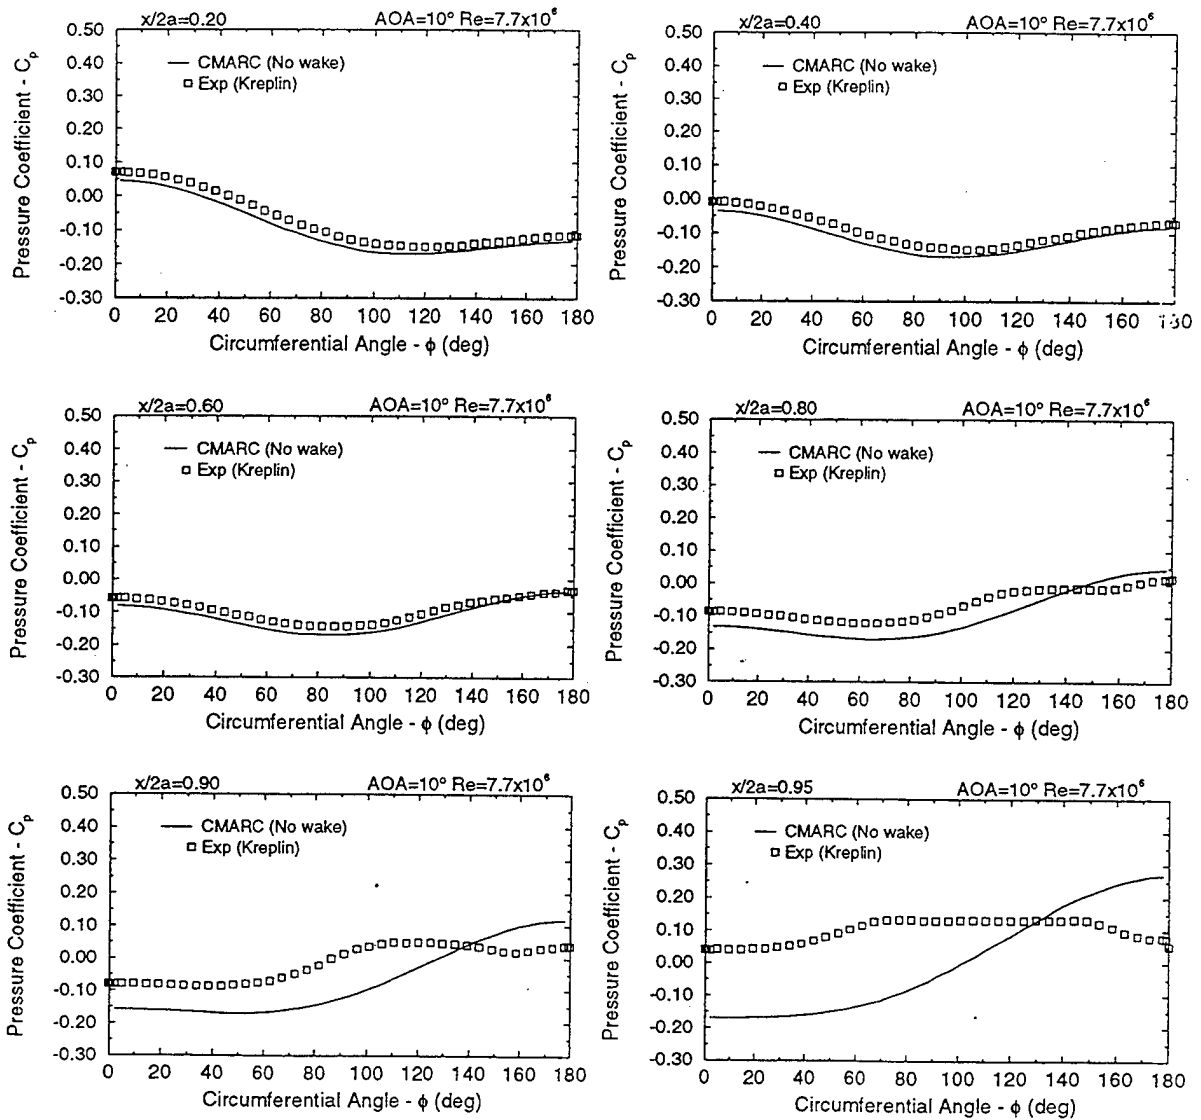 x/2a=0.20 AOA=10° Re=7.7x10⁶
CMARC (No wake)
Exp (Kreplin)
Pressure Coefficient - Cₚ
0.50
0.40
0.30
0.20
0.10
0.00
-0.10
-0.20
-0.30
0 20 40 60 80 100 120 140 160 180
Circumferential Angle - ϕ (deg)
x/2a=0.40 AOA=10° Re=7.7x10⁶
CMARC (No wake)
Exp (Kreplin)
Pressure Coefficient - Cₚ
0.50
0.40
0.30
0.20
0.10
0.00
-0.10
-0.20
-0.30
0 20 40 60 80 100 120 140 160 180
Circumferential Angle - ϕ (deg)
x/2a=0.60 AOA=10° Re=7.7x10⁶
CMARC (No wake)
Exp (Kreplin)
Pressure Coefficient - Cₚ
0.50
0.40
0.30
0.20
0.10
0.00
-0.10
-0.20
-0.30
0 20 40 60 80 100 120 140 160 180
Circumferential Angle - ϕ (deg)
x/2a=0.80 AOA=10° Re=7.7x10⁶
CMARC (No wake)
Exp (Kreplin)
Pressure Coefficient - Cₚ
0.50
0.40
0.30
0.20
0.10
0.00
-0.10
-0.20
-0.30
0 20 40 60 80 100 120 140 160 180
Circumferential Angle - ϕ (deg)
x/2a=0.90 AOA=10° Re=7.7x10⁶
CMARC (No wake)
Exp (Kreplin)
Pressure Coefficient - Cₚ
0.50
0.40
0.30
0.20
0.10
0.00
-0.10
-0.20
-0.30
0 20 40 60 80 100 120 140 160 180
Circumferential Angle - ϕ (deg)
x/2a=0.95 AOA=10° Re=7.7x10⁶
CMARC (No wake)
Exp (Kreplin)
Pressure Coefficient - Cₚ
0.50
0.40
0.30
0.20
0.10
0.00
-0.10
-0.20
-0.30
0 20 40 60 80 100 120 140 160 180
Circumferential Angle - ϕ (deg)